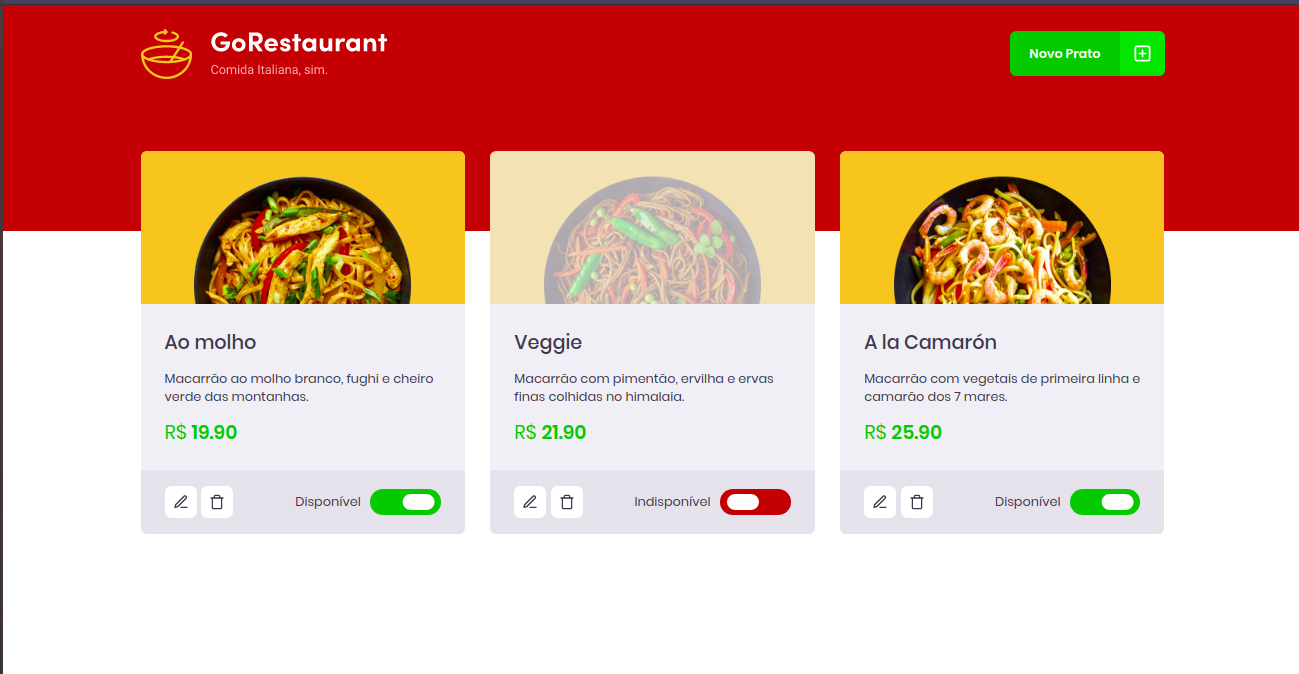 GoRestaurant
Comida Italiana, sim.
Novo Prato
Ao molho
Macarrão ao molho branco, fughi e cheiro
verde das montanhas.
R$ 19.90
Disponível
Veggie
Macarrão com pimentão, ervilha e ervas
finas colhidas no himalaia.
R$ 21.90
Indisponível
A la Camarón
Macarrão com vegetais de primeira linha e
camarão dos 7 mares.
R$ 25.90
Disponível